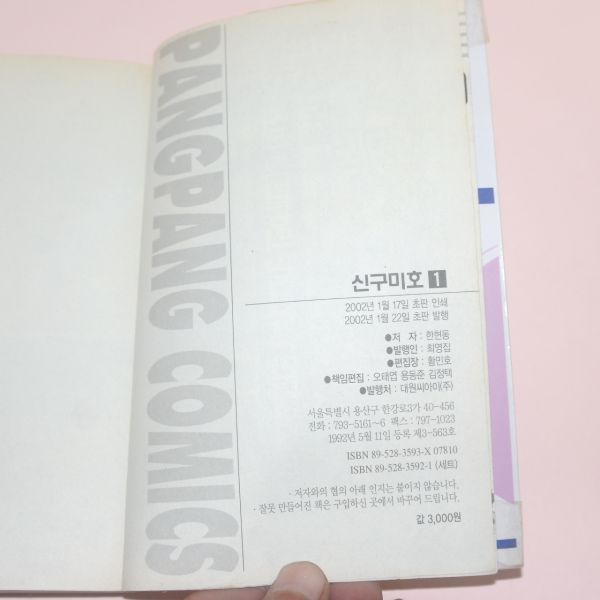 PANGPANG COMICS
신구미호 1
2002년 1월 17일 초판 인쇄
2002년 1월 22일 초판 발행
●저 자 : 한현동
●발행인 : 최영집
●편집장 : 황민호
●책임편집 : 오태엽 용동준 김정택
●발행처 : 대원씨아이(주)
서울특별시 용산구 한강로3가 40-456
전화 : 793-5161~6 팩스 : 797-1023
1992년 5월 11일 등록 제3-563호
ISBN 89-528-3593-X 07810
ISBN 89-528-3592-1 (세트)
· 저자와의 협의 아래 인지는 붙이지 않습니다.
· 잘못 만들어진 책은 구입하신 곳에서 바꾸어 드립니다.
값 3,000원